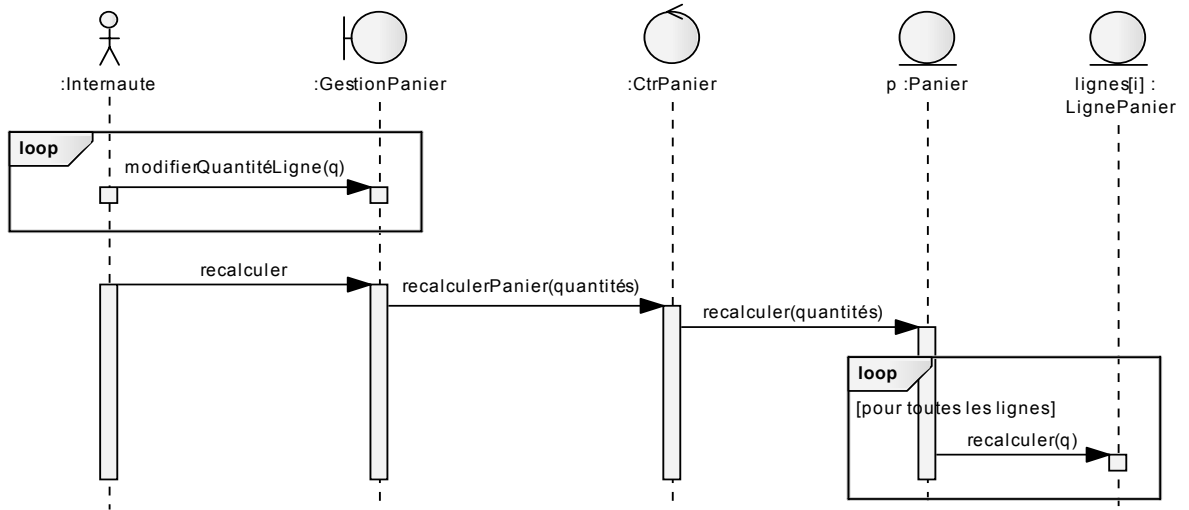 :Internaute
:GestionPanier
:CtrPanier
p :Panier
lignes[i] :
LignePanier
loop
modifierQuantitéLigne(q)
recalculer
recalculerPanier(quantités)
recalculer(quantités)
loop
[pour toutes les lignes]
recalculer(q)